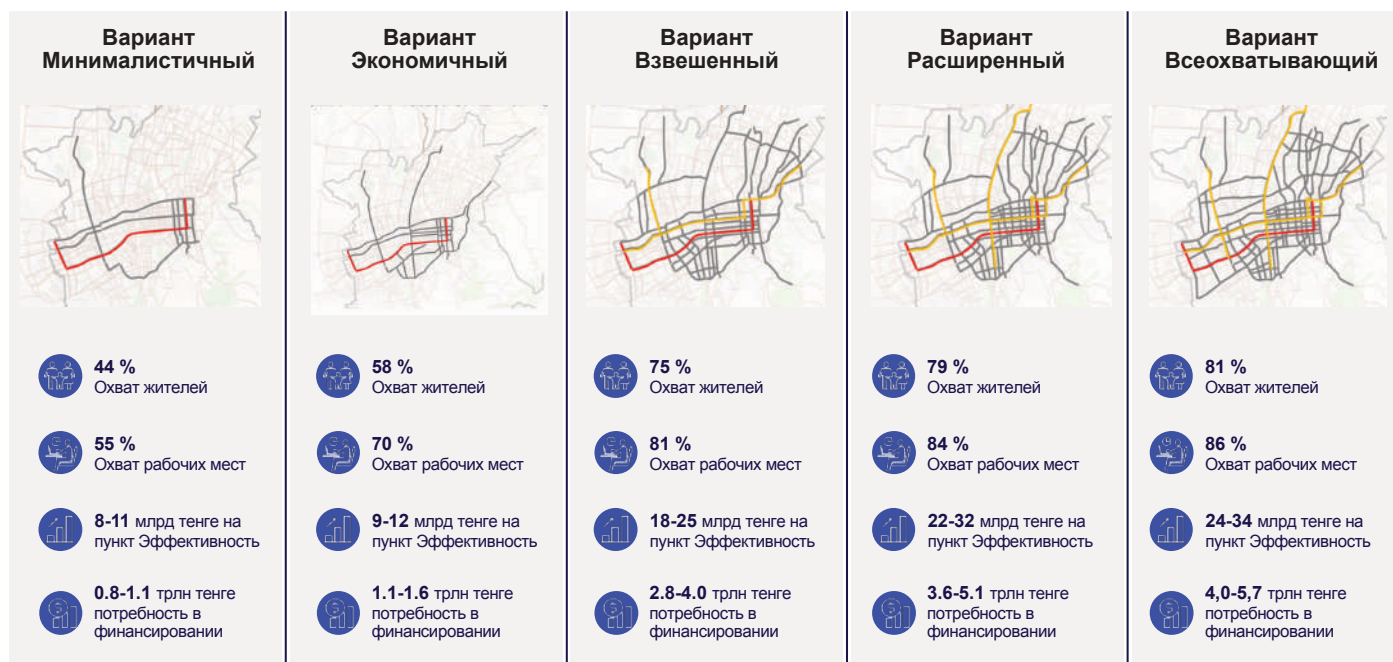 Вариант
Минималистичный
44 %
Охват жителей
55 %
Охват рабочих мест
8-11 млрд тенге на
пункт Эффективность
0.8-1.1 трлн тенге
потребность в
финансировании
Вариант
Экономичный
58 %
Охват жителей
70 %
Охват рабочих мест
9-12 млрд тенге на
пункт Эффективность
1.1-1.6 трлн тенге
потребность в
финансировании
Вариант
Взвешенный
75 %
Охват жителей
81 %
Охват рабочих мест
18-25 млрд тенге на
пункт Эффективность
2.8-4.0 трлн тенге
потребность в
финансировании
Вариант
Расширенный
79 %
Охват жителей
84 %
Охват рабочих мест
22-32 млрд тенге на
пункт Эффективность
3.6-5.1 трлн тенге
потребность в
финансировании
Вариант
Всеохватывающий
81 %
Охват жителей
86 %
Охват рабочих мест
24-34 млрд тенге на
пункт Эффективность
4,0-5,7 трлн тенге
потребность в
финансировании